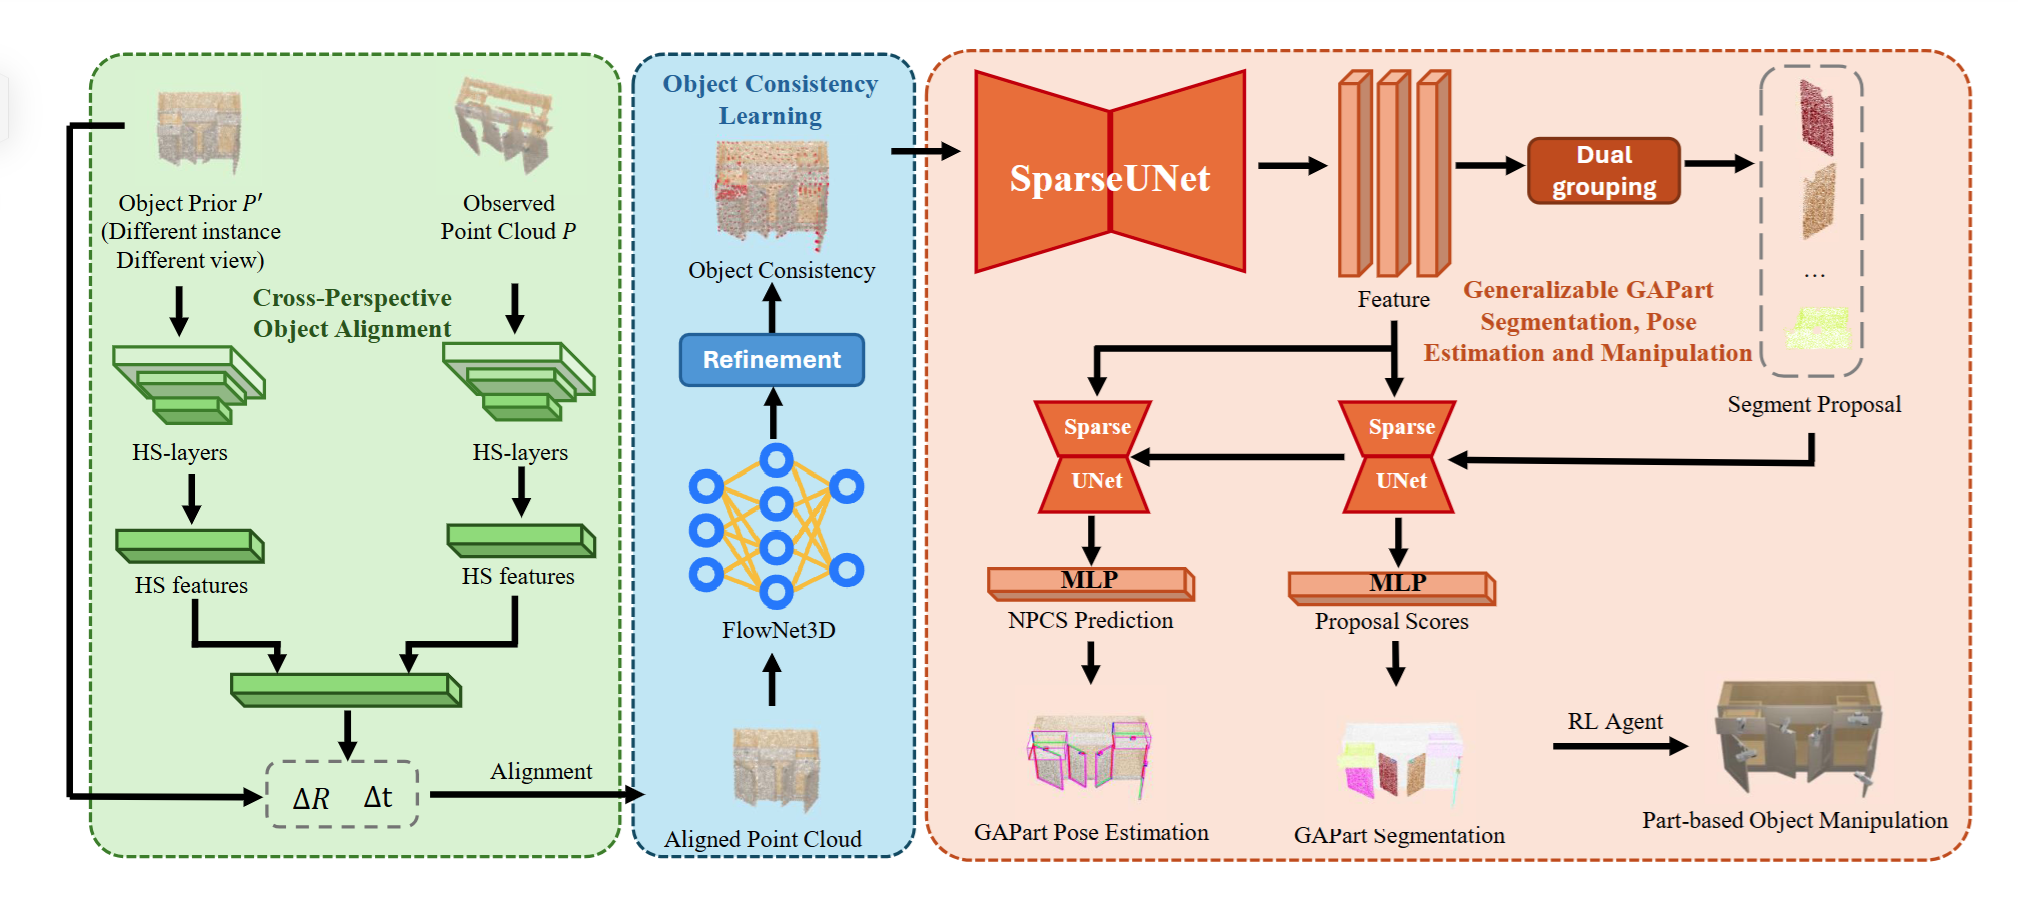 Object Prior P′
(Different instance
Different view)
Observed
Point Cloud P
Cross-Perspective
Object Alignment
HS-layers
HS-layers
HS features
HS features
ΔR Δt
Alignment
Object Consistency
Learning
Object Consistency
Refinement
FlowNet3D
Aligned Point Cloud
SparseUNet
Feature
Dual
grouping
...
Segment Proposal
Generalizable GAPart
Segmentation, Pose
Estimation and Manipulation
Sparse
UNet
Sparse
UNet
MLP
NPCS Prediction
MLP
Proposal Scores
GAPart Pose Estimation
GAPart Segmentation
RL Agent
Part-based Object Manipulation